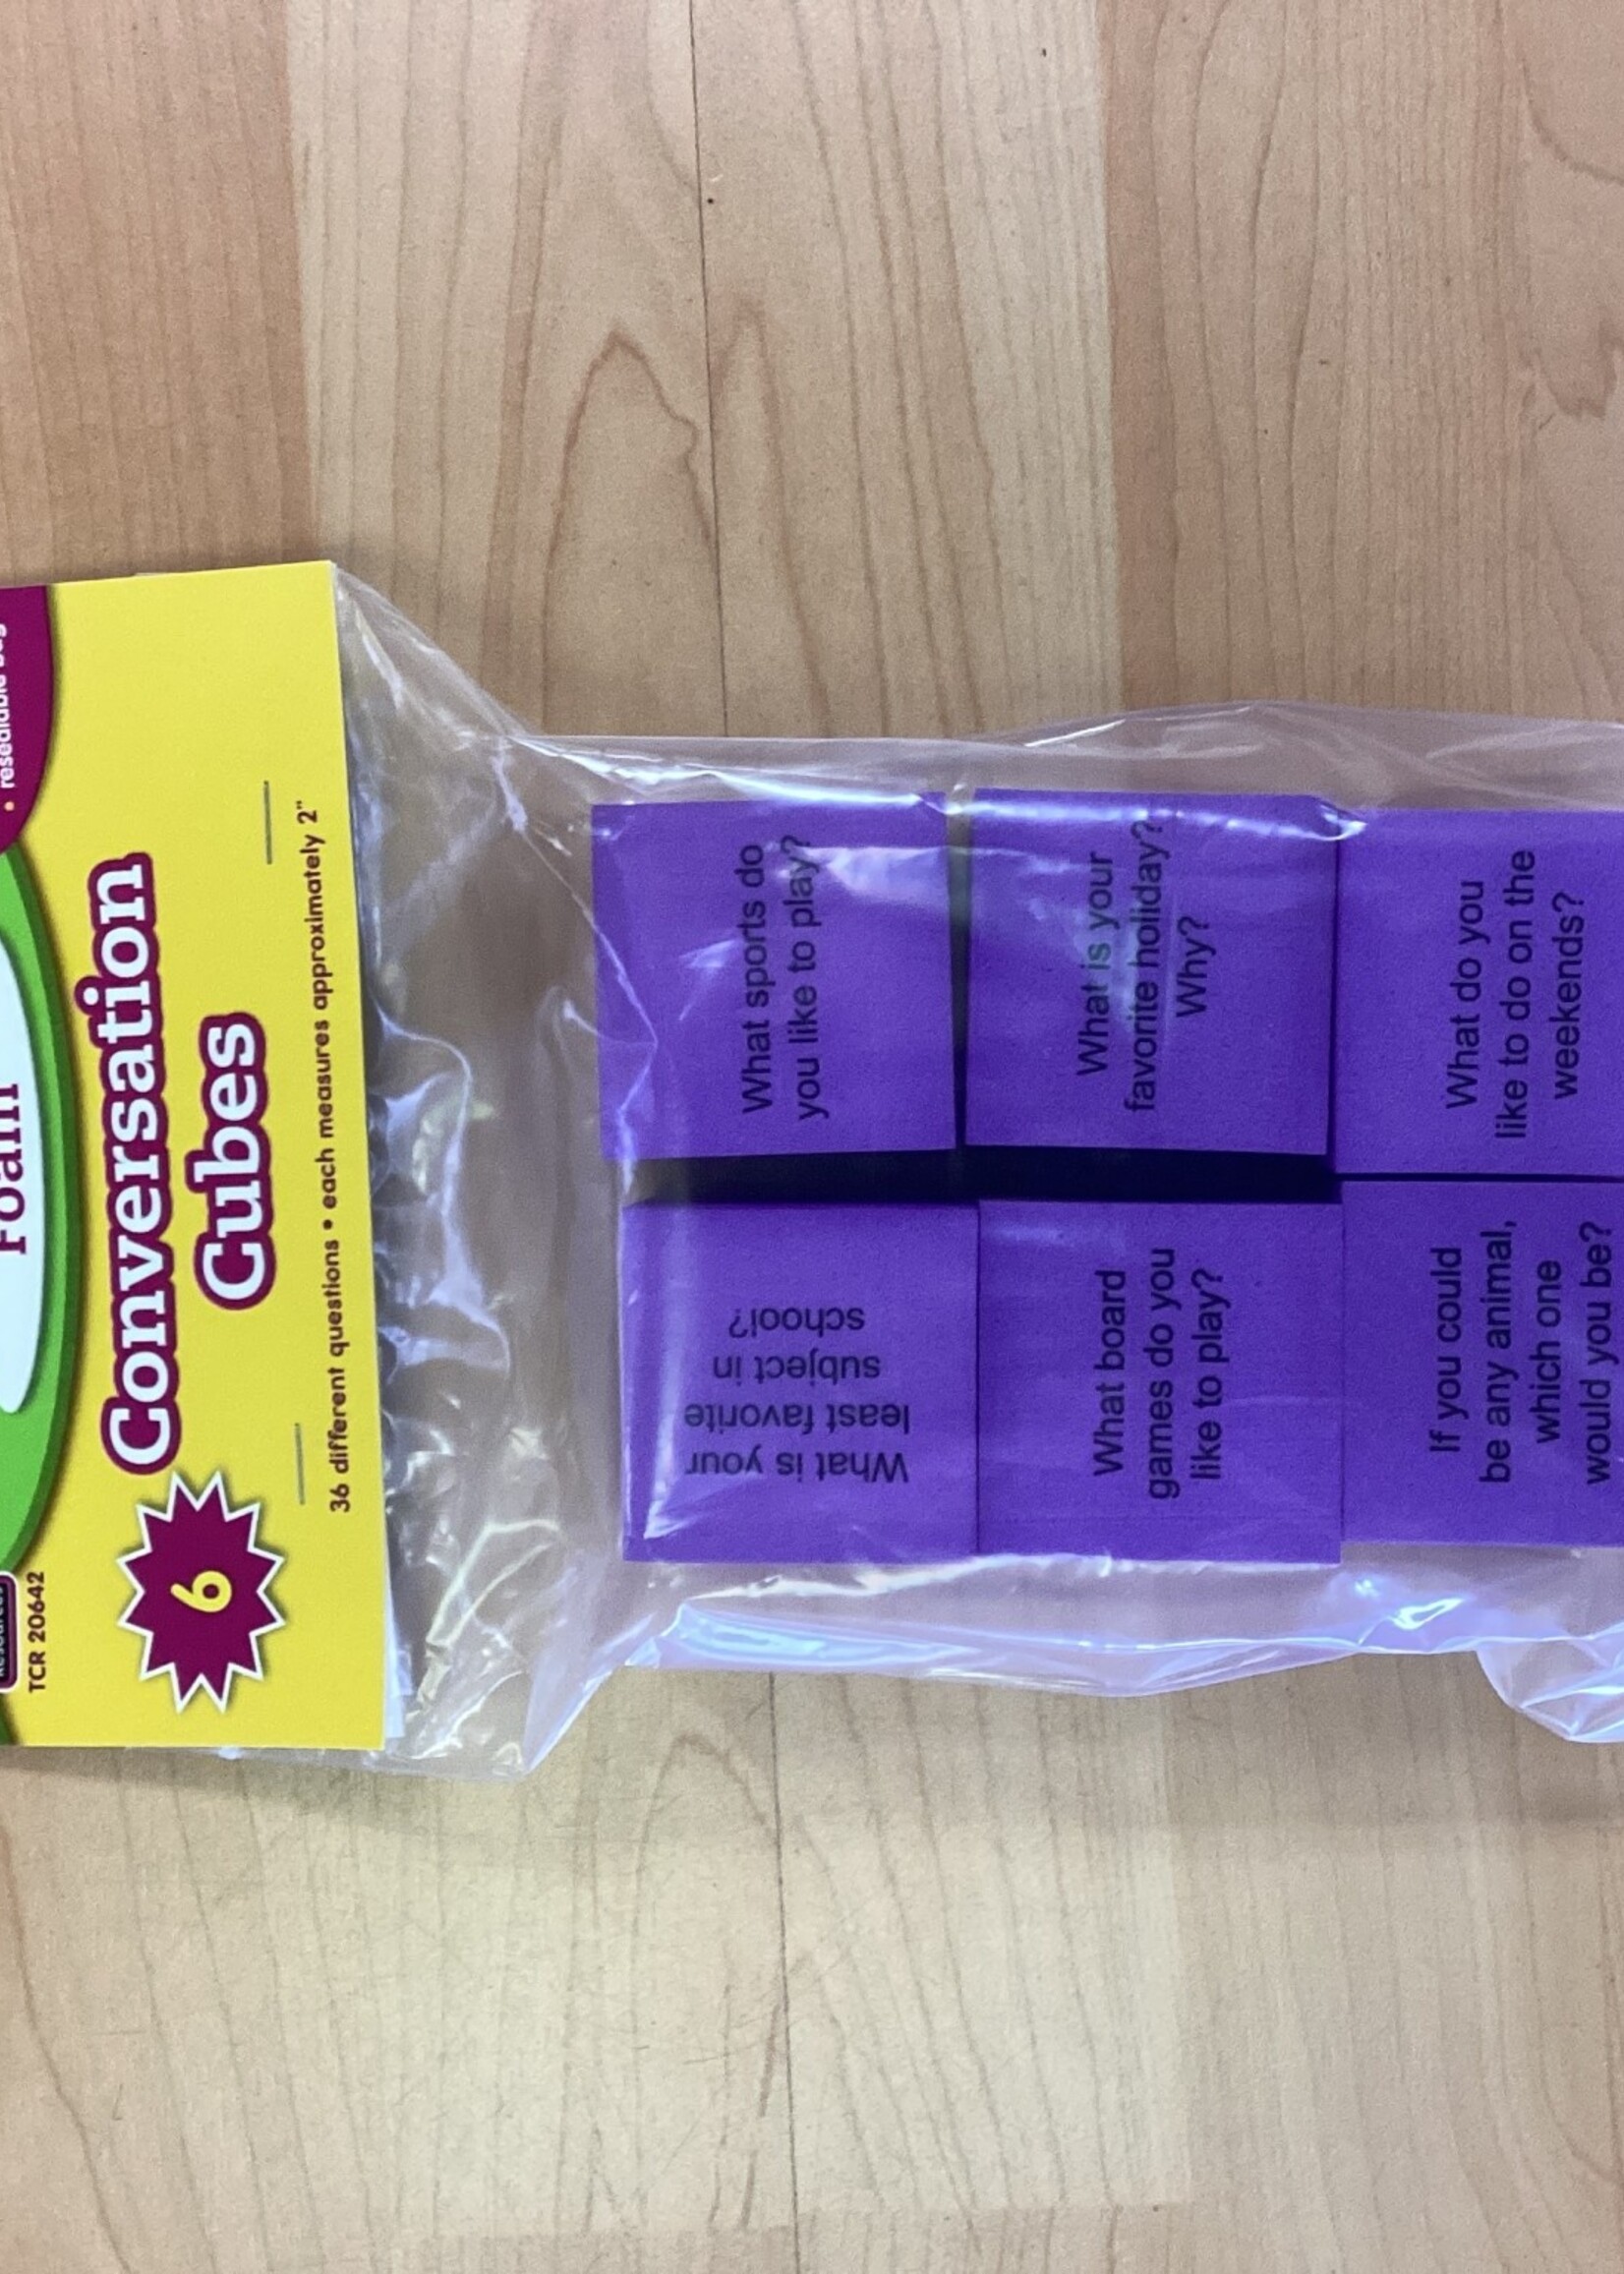 • resealable bag
Foam
TCR 20642
Conversation
Cubes
6
36 different questions • each measures approximately 2"
What is your
least favorite
subject in
school?
What sports do
you like to play?
What board
games do you
like to play?
What is your
favorite holiday?
Why?
If you could
be any animal,
which one
would you be?
What do you
like to do on the
weekends?